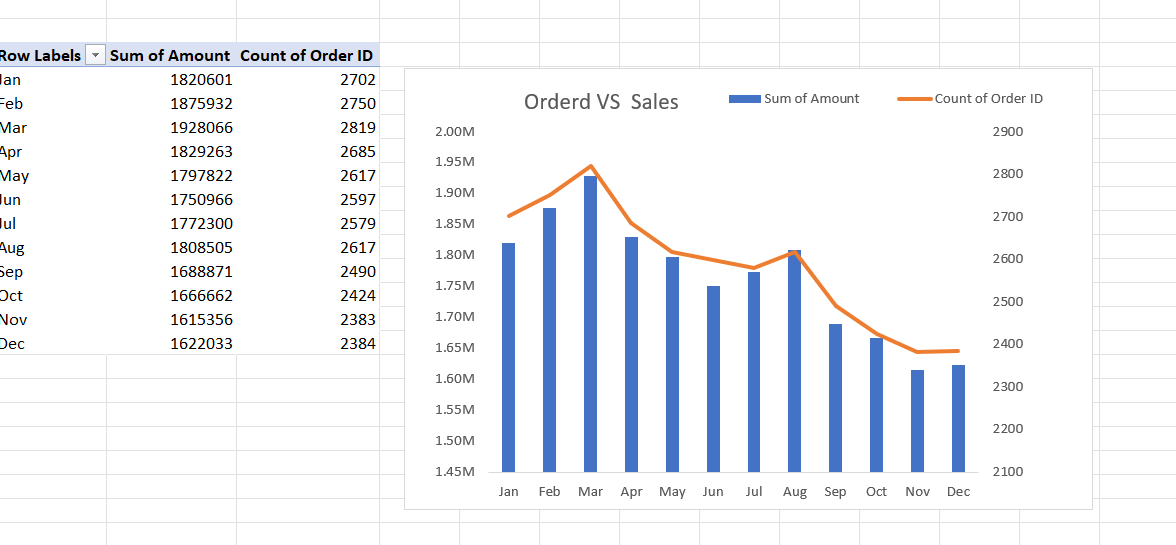 Row Labels Sum of Amount Count of Order ID
Jan 1820601 2702
Feb 1875932 2750
Mar 1928066 2819
Apr 1829263 2685
May 1797822 2617
Jun 1750966 2597
Jul 1772300 2579
Aug 1808505 2617
Sep 1688871 2490
Oct 1666662 2424
Nov 1615356 2383
Dec 1622033 2384
Orderd VS  Sales
Sum of Amount Count of Order ID
2.00M 2900
1.95M
2800
1.90M
1.85M
2700
1.80M
2600
1.75M
2500
1.70M
1.65M
2400
1.60M
2300
1.55M
2200
1.50M
1.45M 2100
Jan Feb Mar Apr May Jun Jul Aug Sep Oct Nov Dec